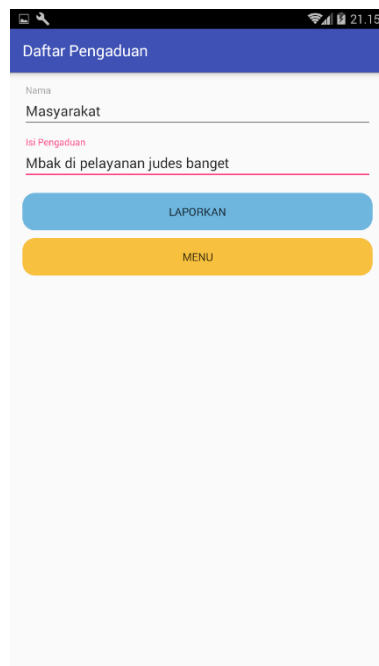 21.15
Daftar Pengaduan
Nama
Masyarakat
Isi Pengaduan
Mbak di pelayanan judes banget
LAPORKAN
MENU